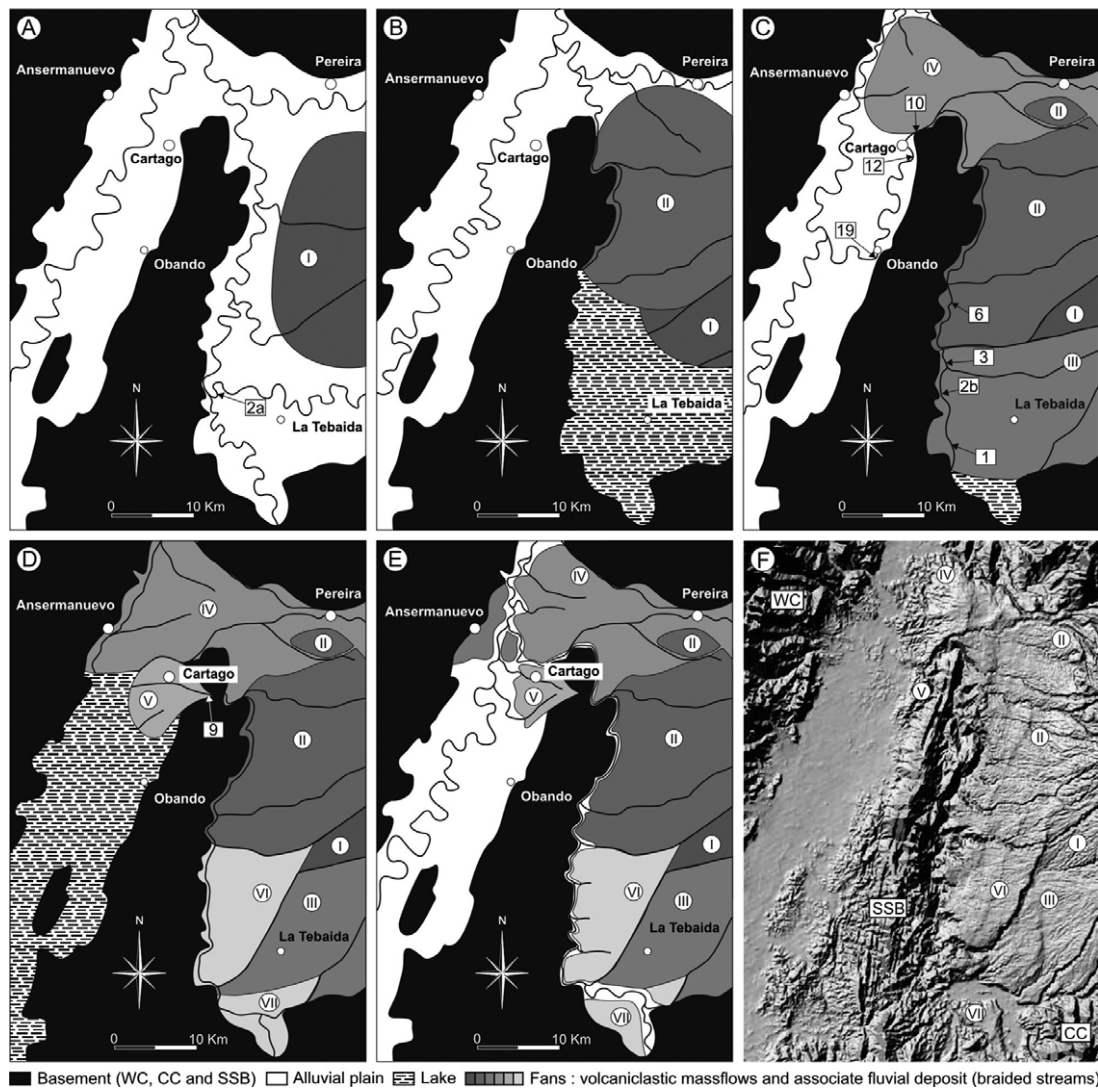 A
Pereira
Ansermanuevo
Cartago
I
Obando
N
2a
La Tebaida
0 10 Km
B
Pereira
Ansermanuevo
Cartago
II
Obando
I
N
La Tebaida
0 10 Km
C
IV
Pereira
Ansermanuevo
10
II
Cartago
12
II
19
Obando
6
I
3
III
2b
N
La Tebaida
1
0 10 Km
D
IV
Ansermanuevo
Pereira
II
Cartago
V
9
II
Obando
I
VI
III
La Tebaida
N
VII
0 10 Km
E
IV
Ansermanuevo
Pereira
II
Cartago
V
II
Obando
I
VI
III
La Tebaida
N
VII
0 10 Km
F
IV
WC
II
V
II
I
VI
III
SSB
VII
CC
Basement (WC, CC and SSB) Alluvial plain Lake Fans : volcaniclastic massflows and associate fluvial deposit (braided streams)